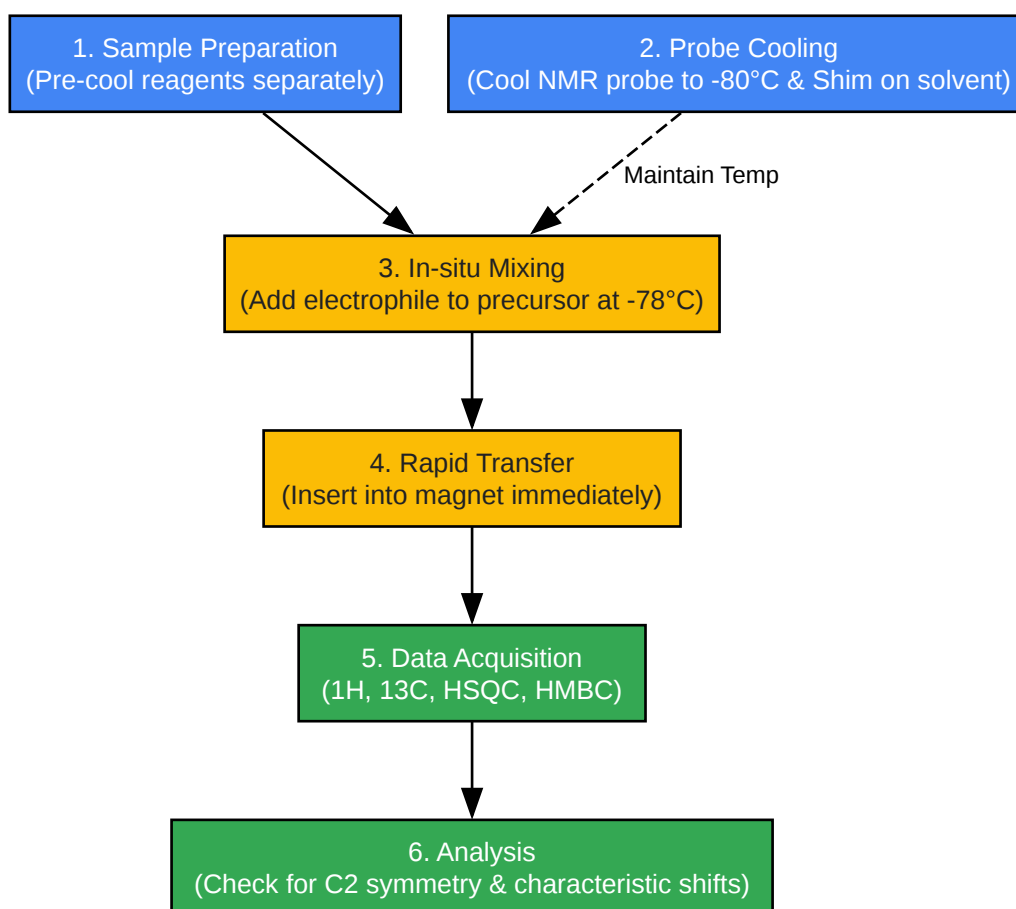 1. Sample Preparation
(Pre-cool reagents separately)
2. Probe Cooling
(Cool NMR probe to -80°C & Shim on solvent)
Maintain Temp
3. In-situ Mixing
(Add electrophile to precursor at -78°C)
4. Rapid Transfer
(Insert into magnet immediately)
5. Data Acquisition
(1H, 13C, HSQC, HMBC)
6. Analysis
(Check for C2 symmetry & characteristic shifts)